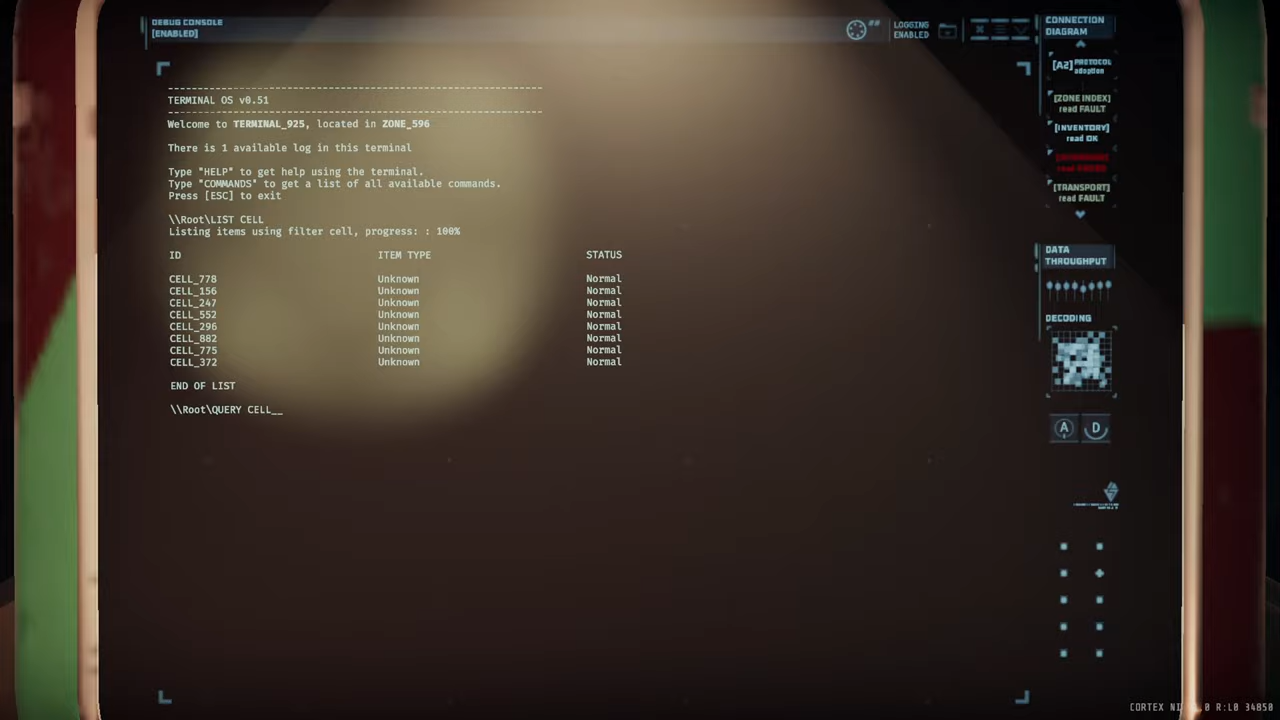 DEBUG CONSOLE
[ENABLED]
##
LOGGING
ENABLED
CONNECTION
DIAGRAM
[A2] PROTOCOL
adoption
[ZONE INDEX]
read FAULT
[INVENTORY]
read OK
[TRANSPORT]
read FAULT
DATA
THROUGHPUT
DECODING
A D
--------------------------------------------------------------
TERMINAL OS v0.51
--------------------------------------------------------------
Welcome to TERMINAL_925, located in ZONE_596
There is 1 available log in this terminal
Type "HELP" to get help using the terminal.
Type "COMMANDS" to get a list of all available commands.
Press [ESC] to exit
\\Root\LIST CELL
Listing items using filter cell, progress: : 100%
ID ITEM TYPE STATUS
CELL_778 Unknown Normal
CELL_156 Unknown Normal
CELL_247 Unknown Normal
CELL_552 Unknown Normal
CELL_296 Unknown Normal
CELL_882 Unknown Normal
CELL_775 Unknown Normal
CELL_372 Unknown Normal
END OF LIST
\\Root\QUERY CELL__
CORTEX R:L0 34850